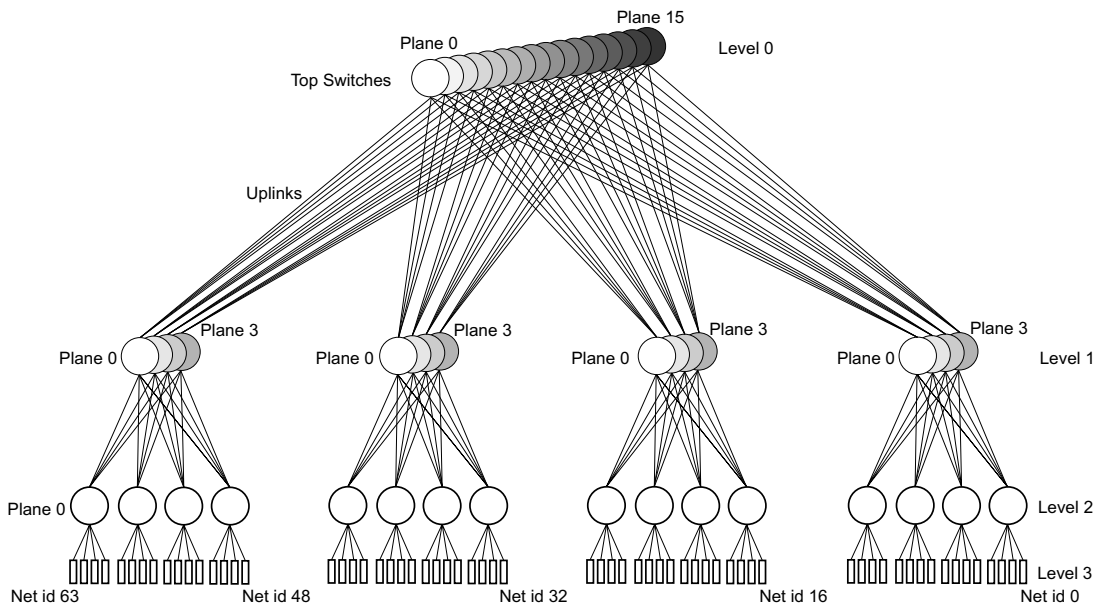 Plane 15
Plane 0
Level 0
Top Switches
Uplinks
Plane 3
Plane 3
Plane 3
Plane 3
Plane 0
Plane 0
Plane 0
Plane 0
Level 1
Plane 0
Level 2
Level 3
Net id 63
Net id 48
Net id 32
Net id 16
Net id 0